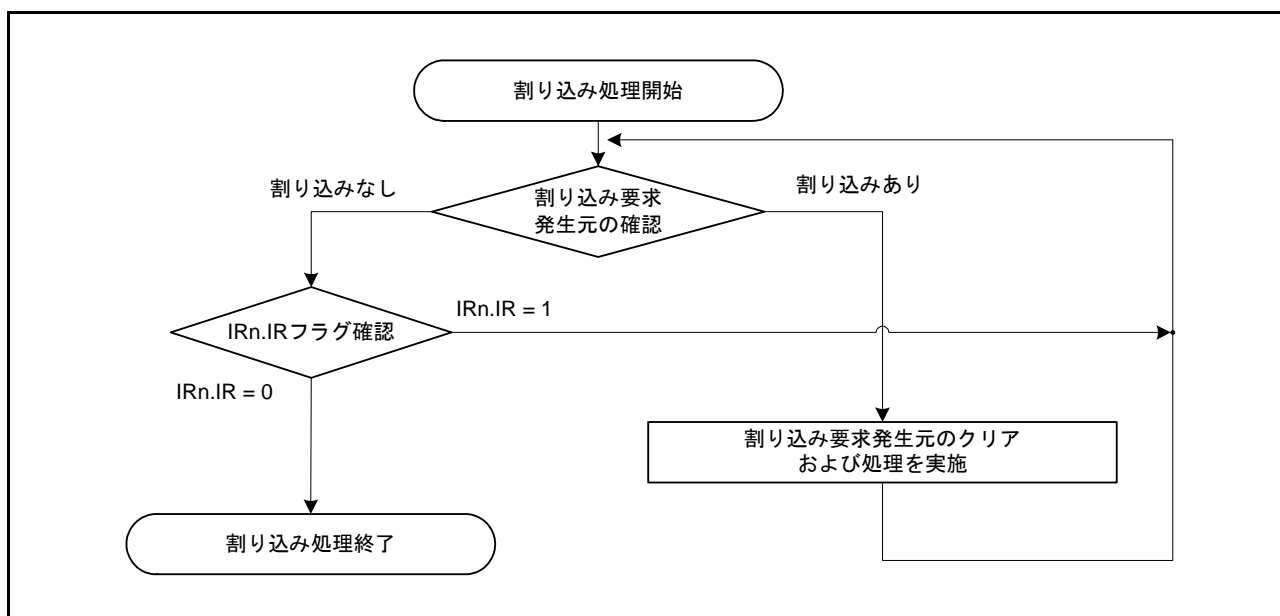 割り込み処理開始
割り込みなし
割り込みあり
割り込み要求
発生元の確認
IRn.IR = 1
IRn.IRフラグ確認
IRn.IR = 0
割り込み要求発生元のクリア
および処理を実施
割り込み処理終了